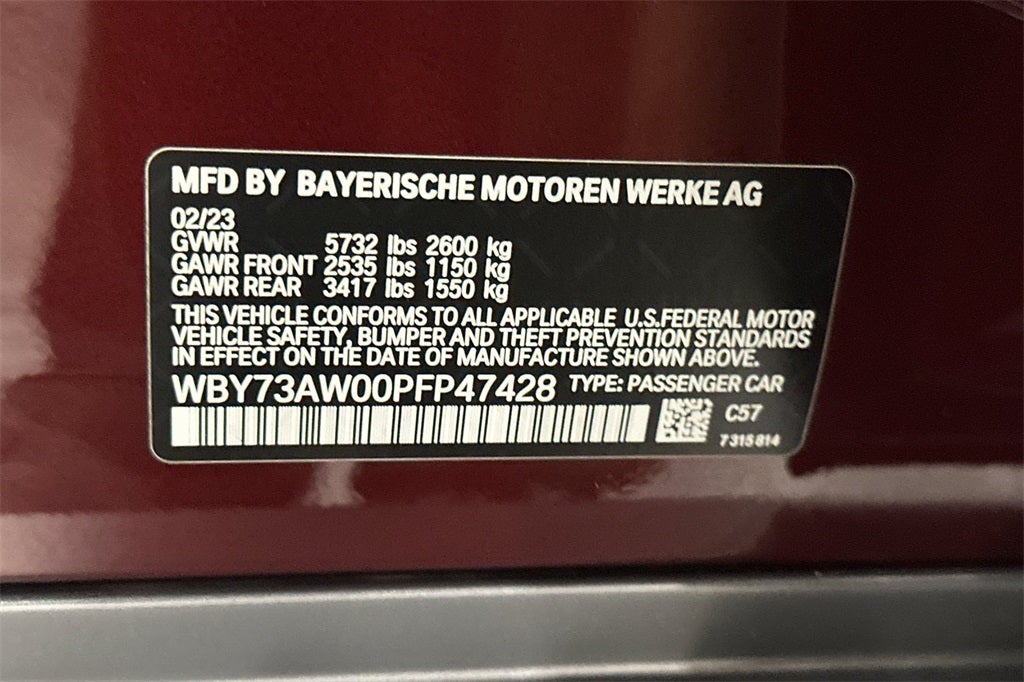 MFD BY BAYERISCHE MOTOREN WERKE AG
02/23
GVWR 5732 lbs 2600 kg
GAWR FRONT 2535 lbs 1150 kg
GAWR REAR 3417 lbs 1550 kg
THIS VEHICLE CONFORMS TO ALL APPLICABLE U.S.FEDERAL MOTOR
VEHICLE SAFETY, BUMPER AND THEFT PREVENTION STANDARDS
IN EFFECT ON THE DATE OF MANUFACTURE SHOWN ABOVE.
WBY73AW00PFP47428 TYPE: PASSENGER CAR
C57
7315814